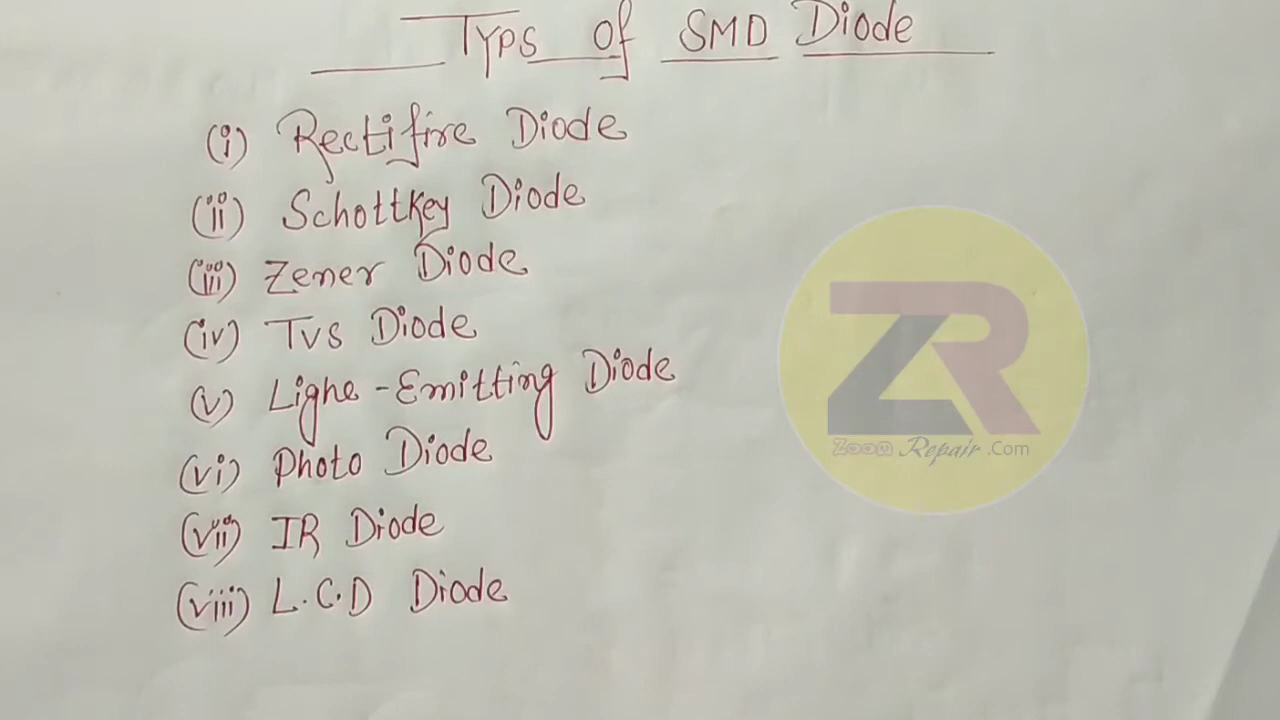 Typs Of SMD Diode
(i) Rectifire Diode
(ii) Schottkey Diode
(iii) Zener Diode
(iv) Tvs Diode
(v) Lighe-Emitting Diode
(vi) Photo Diode
(vii) IR Diode
(viii) L.C.D Diode
ZR
Zoom Repair.Com